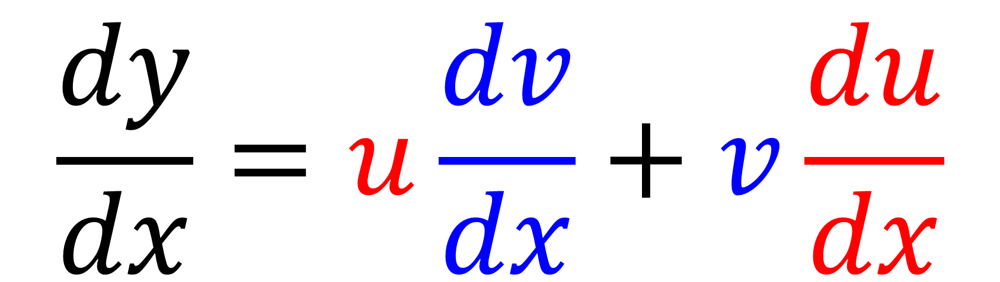 dy/dx = u dv/dx + v du/dx